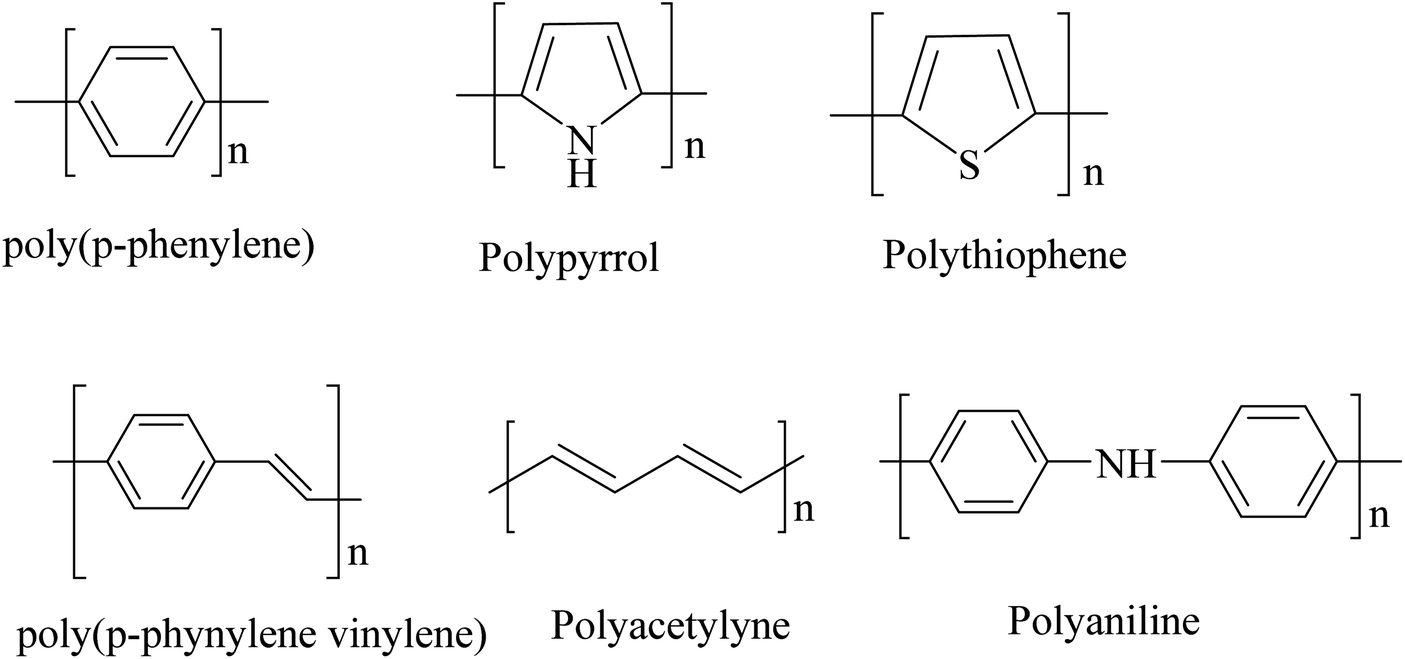 n
poly(p-phenylene)
N
H
n
Polypyrrol
S
n
Polythiophene
n
poly(p-phynylene vinylene)
n
Polyacetylyne
NH
n
Polyaniline